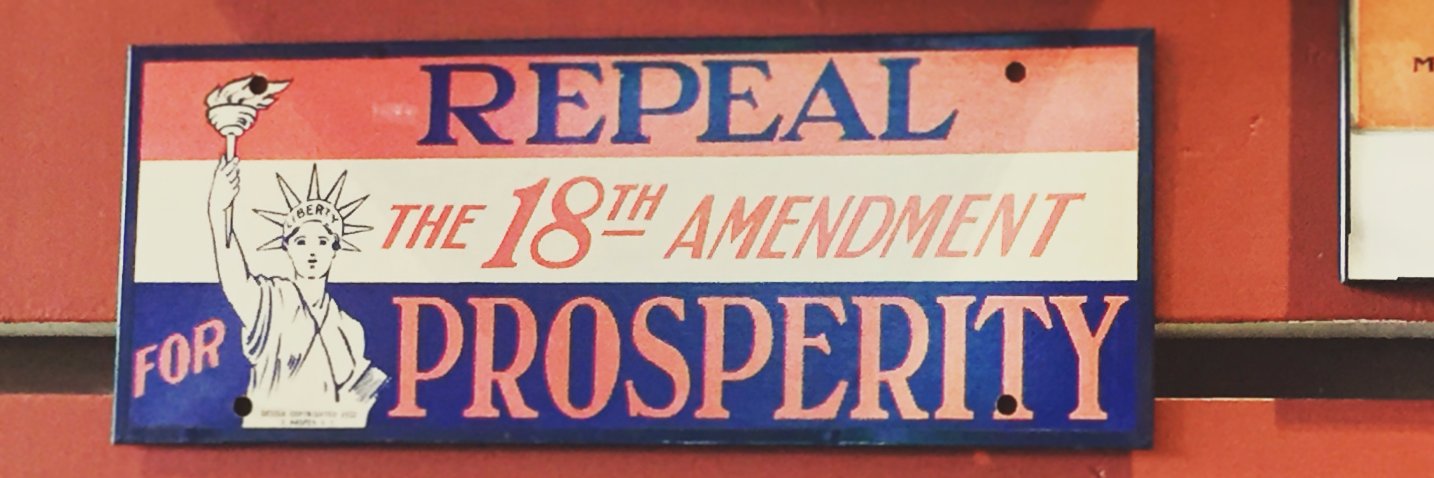 REPEAL
LIBERTY
THE 18TH AMENDMENT
FOR PROSPERITY